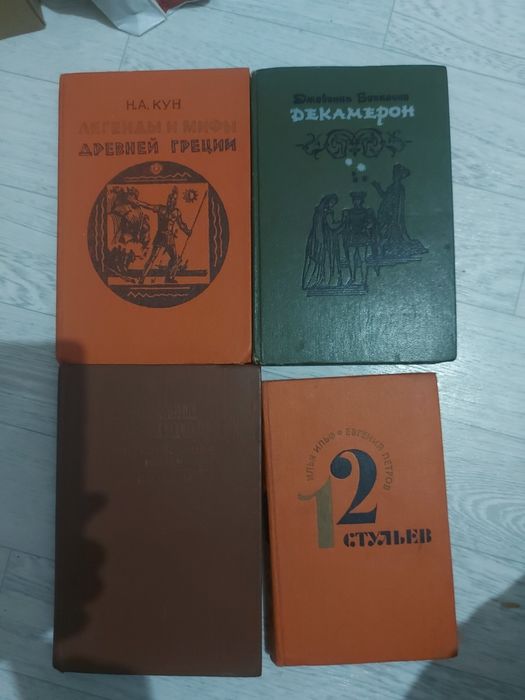 Н.А. КУН
ЛЕГЕНДЫ И МИФЫ
ДРЕВНЕЙ ГРЕЦИИ
Джованни Боккаччо
ДЕКАМЕРОН
ИЛЬЯ ИЛЬФ • ЕВГЕНИЙ ПЕТРОВ
12
СТУЛЬЕВ